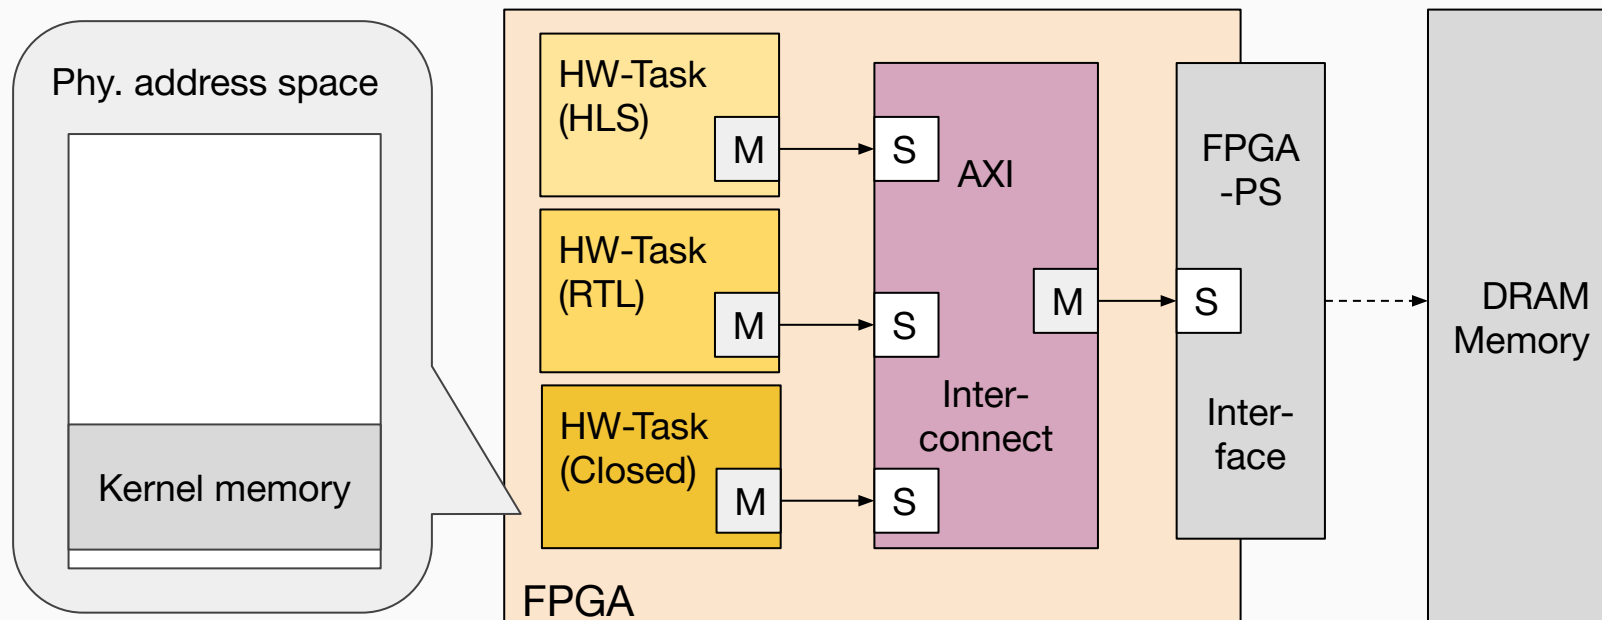 Phy. address space
Kernel memory
HW-Task
(HLS)
M
HW-Task
(RTL)
M
HW-Task
(Closed)
M
FPGA
S
AXI
S
M
Inter-
connect
S
FPGA
-PS
S
Inter-
face
DRAM
Memory